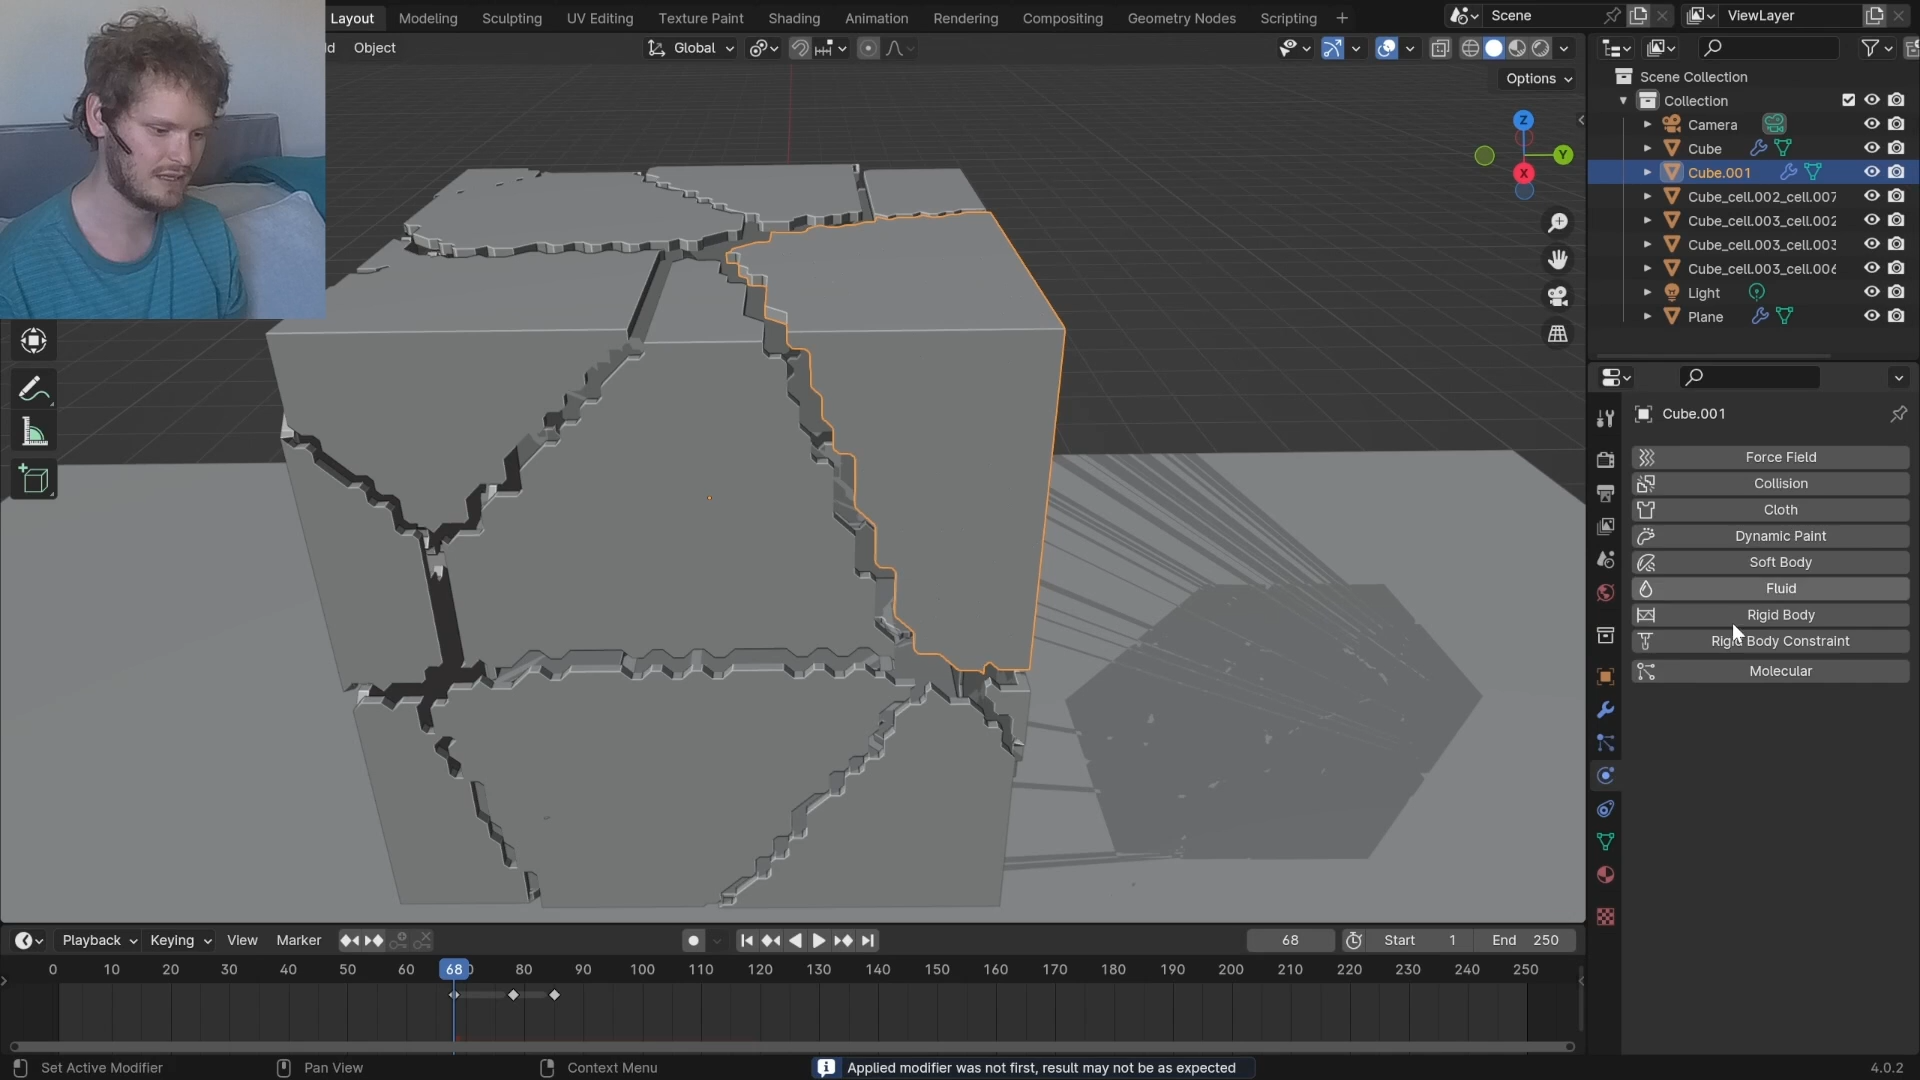 Layout Modeling Sculpting UV Editing Texture Paint Shading Animation Rendering Compositing Geometry Nodes Scripting + Scene ViewLayer
Object Global
Options
Z
Y
X
Scene Collection
Collection
Camera
Cube
Cube.001
Cube_cell.002_cell.007
Cube_cell.003_cell.002
Cube_cell.003_cell.003
Cube_cell.003_cell.006
Light
Plane
Cube.001
Force Field
Collision
Cloth
Dynamic Paint
Soft Body
Fluid
Rigid Body
Rigid Body Constraint
Molecular
Playback Keying View Marker 68 Start 1 End 250
0 10 20 30 40 50 60 68 80 90 100 110 120 130 140 150 160 170 180 190 200 210 220 230 240 250
Set Active Modifier Pan View Context Menu Applied modifier was not first, result may not be as expected 4.0.2